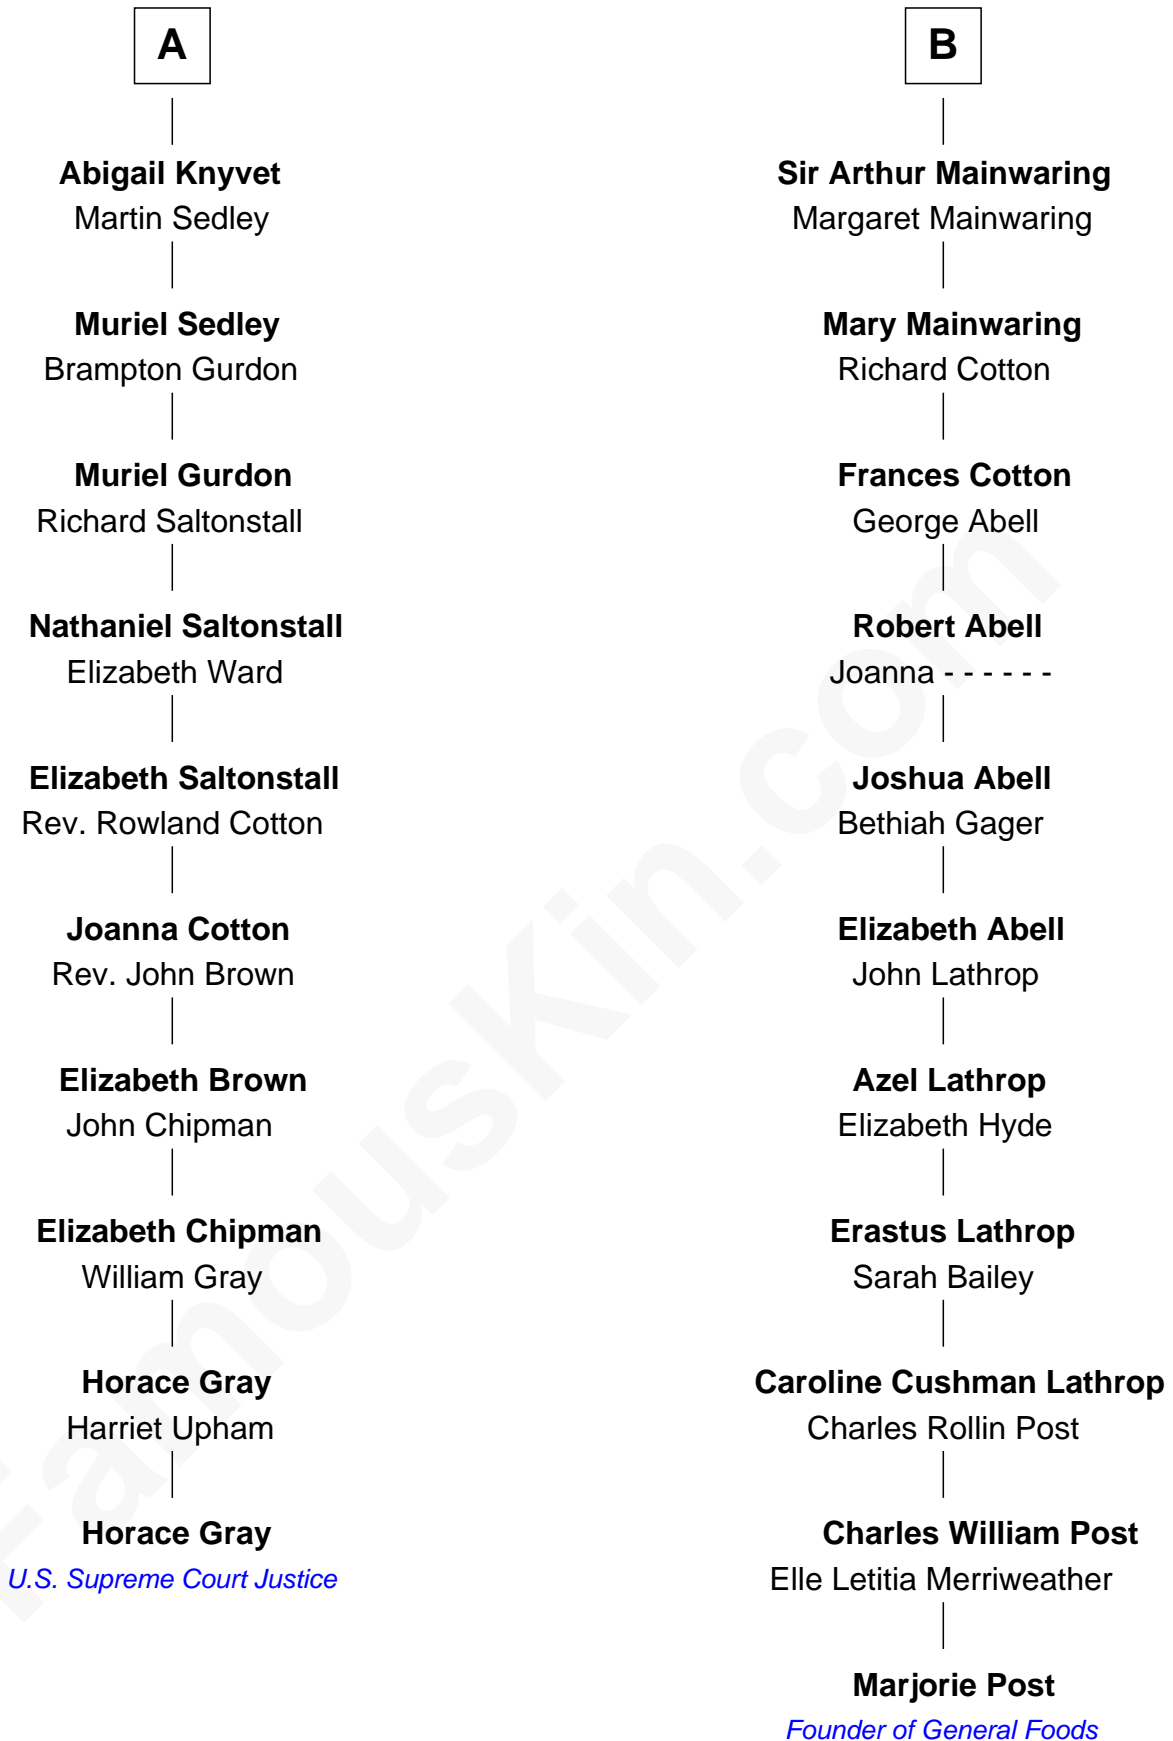 A
Abigail Knyvet
Martin Sedley
Muriel Sedley
Brampton Gurdon
Muriel Gurdon
Richard Saltonstall
Nathaniel Saltonstall
Elizabeth Ward
Elizabeth Saltonstall
Rev. Rowland Cotton
Joanna Cotton
Rev. John Brown
Elizabeth Brown
John Chipman
Elizabeth Chipman
William Gray
Horace Gray
Harriet Upham
Horace Gray
U.S. Supreme Court Justice
B
Sir Arthur Mainwaring
Margaret Mainwaring
Mary Mainwaring
Richard Cotton
Frances Cotton
George Abell
Robert Abell
Joanna - - - - - -
Joshua Abell
Bethiah Gager
Elizabeth Abell
John Lathrop
Azel Lathrop
Elizabeth Hyde
Erastus Lathrop
Sarah Bailey
Caroline Cushman Lathrop
Charles Rollin Post
Charles William Post
Elle Letitia Merriweather
Marjorie Post
Founder of General Foods
FamousKin.com